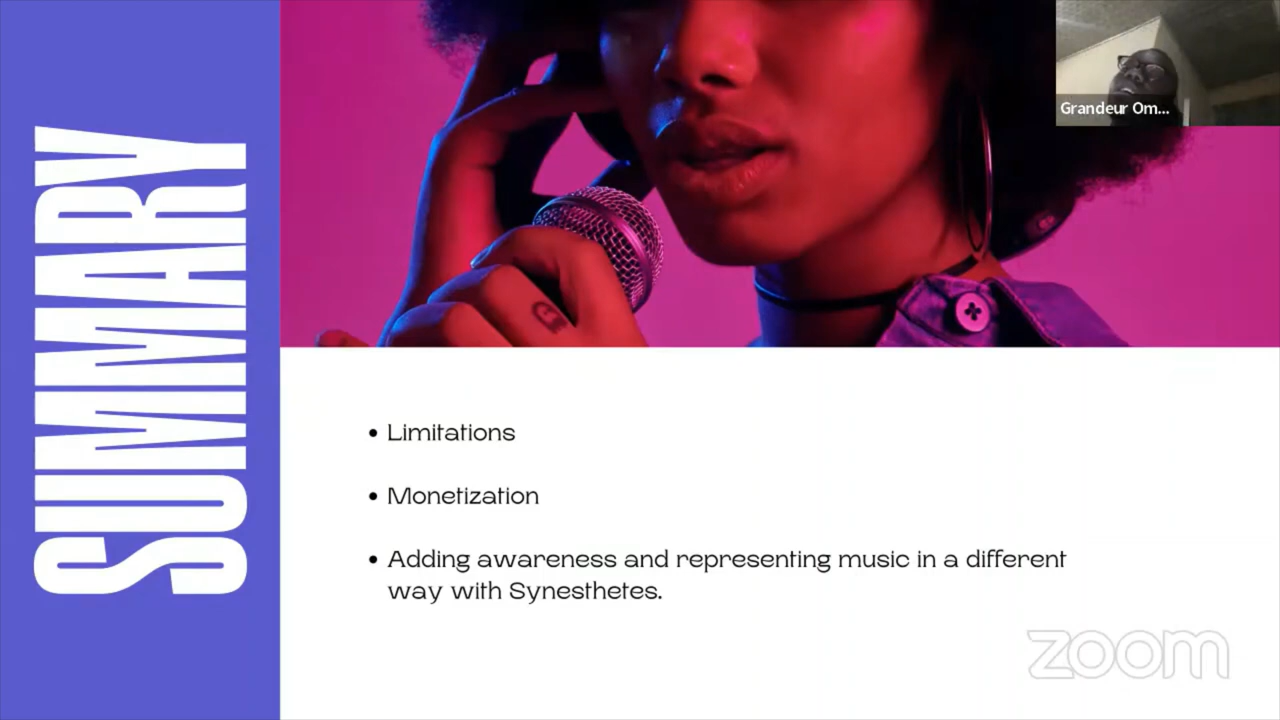 SUMMARY
Grandeur Om...
• Limitations
• Monetization
• Adding awareness and representing music in a different
way with Synesthetes.
zoom